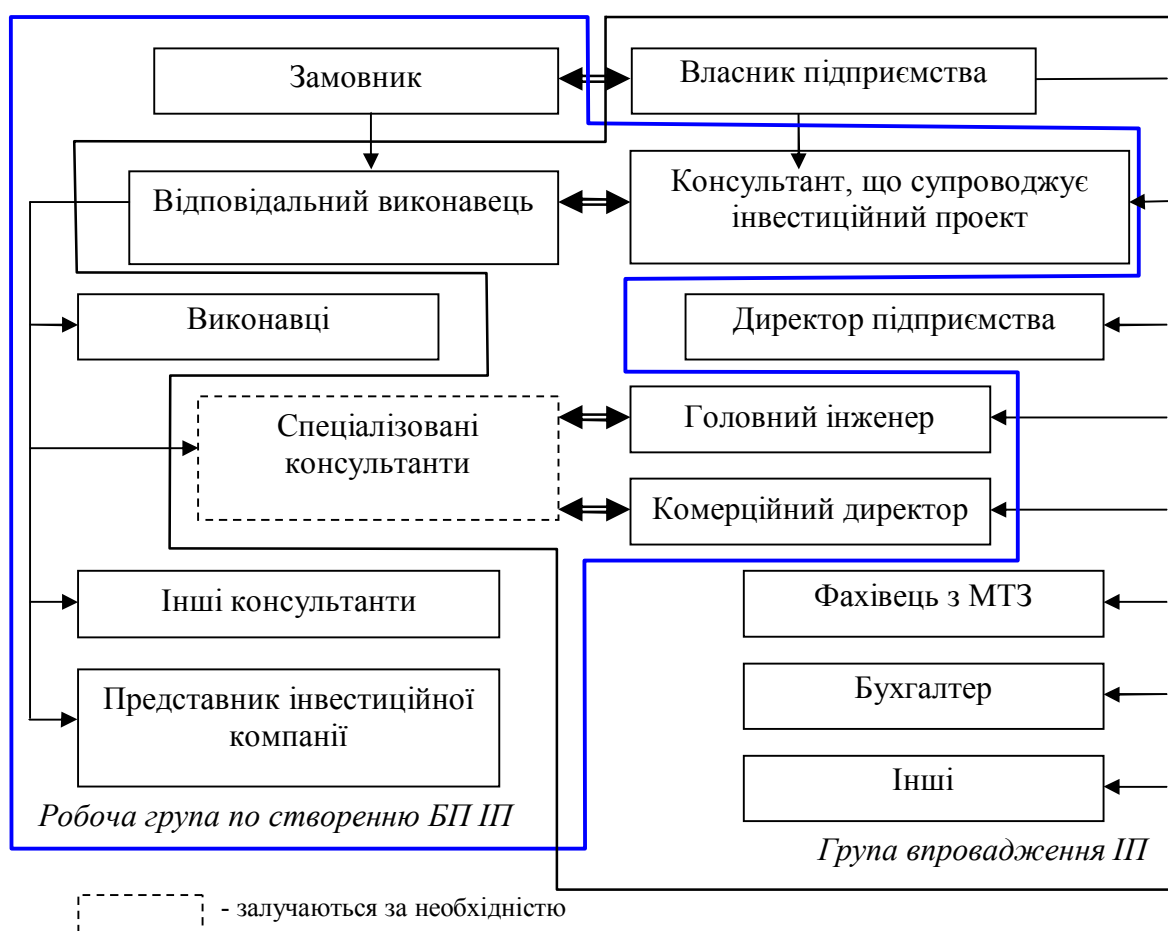 Замовник
Власник підприємства
Відповідальний виконавець
Консультант, що супроводжує
інвестиційний проект
Виконавці
Директор підприємства
Спеціалізовані
консультанти
Головний інженер
Комерційний директор
Інші консультанти
Фахівець з МТЗ
Представник інвестиційної
компанії
Бухгалтер
Інші
Робоча група по створенню БП ІП
Група впровадження ІП
- залучаються за необхідністю